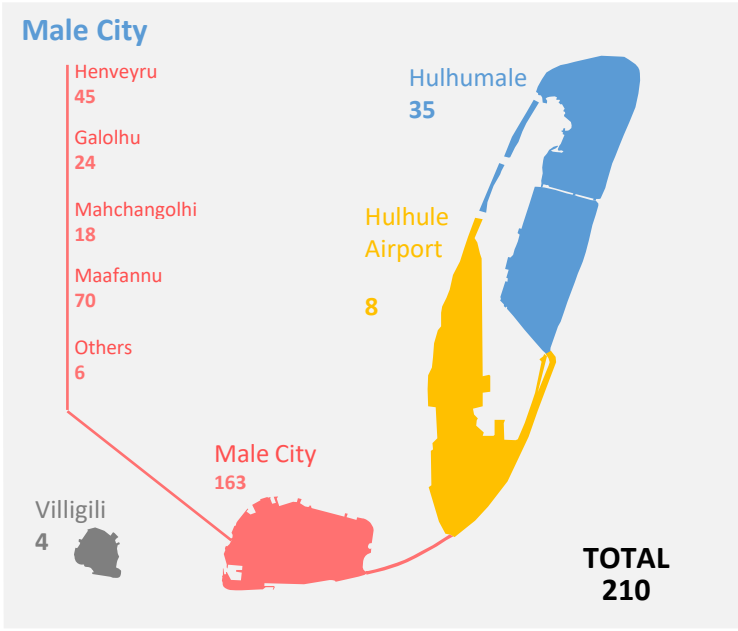 Male City
Henveyru
45
Galolhu
24
Mahchangolhi
18
Maafannu
70
Others
6
Hulhumale
35
Hulhule
Airport
8
Male City
163
Villigili
4
TOTAL
210